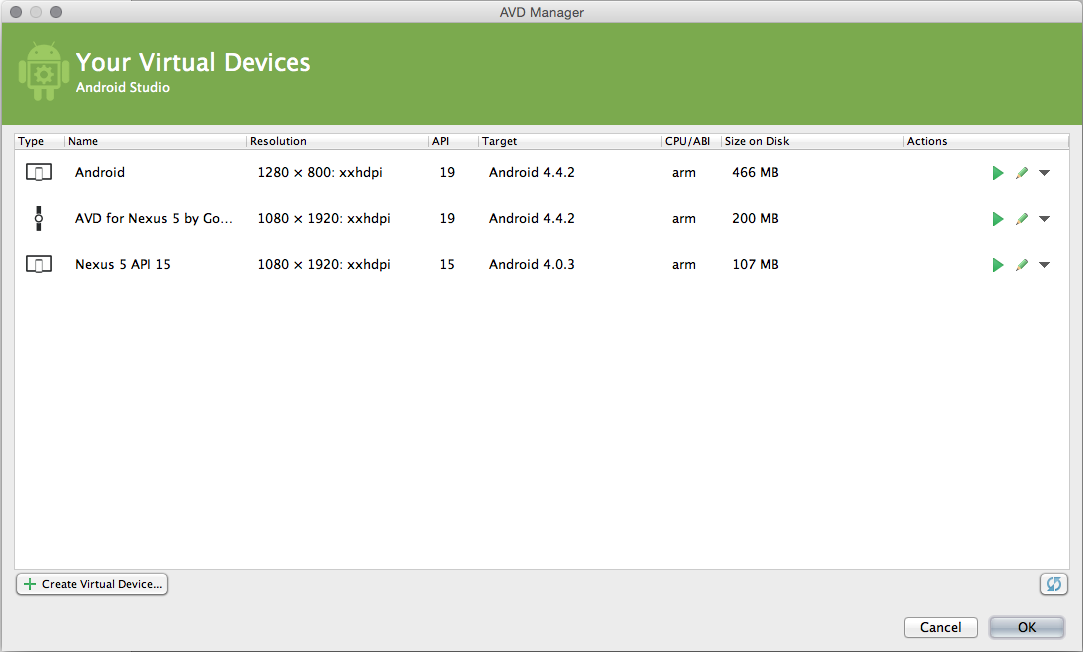 AVD Manager
Your Virtual Devices
Android Studio
Type Name Resolution API Target CPU/ABI Size on Disk Actions
Android 1280 × 800: xxhdpi 19 Android 4.4.2 arm 466 MB
AVD for Nexus 5 by Go... 1080 × 1920: xxhdpi 19 Android 4.4.2 arm 200 MB
Nexus 5 API 15 1080 × 1920: xxhdpi 15 Android 4.0.3 arm 107 MB
Create Virtual Device...
Cancel OK